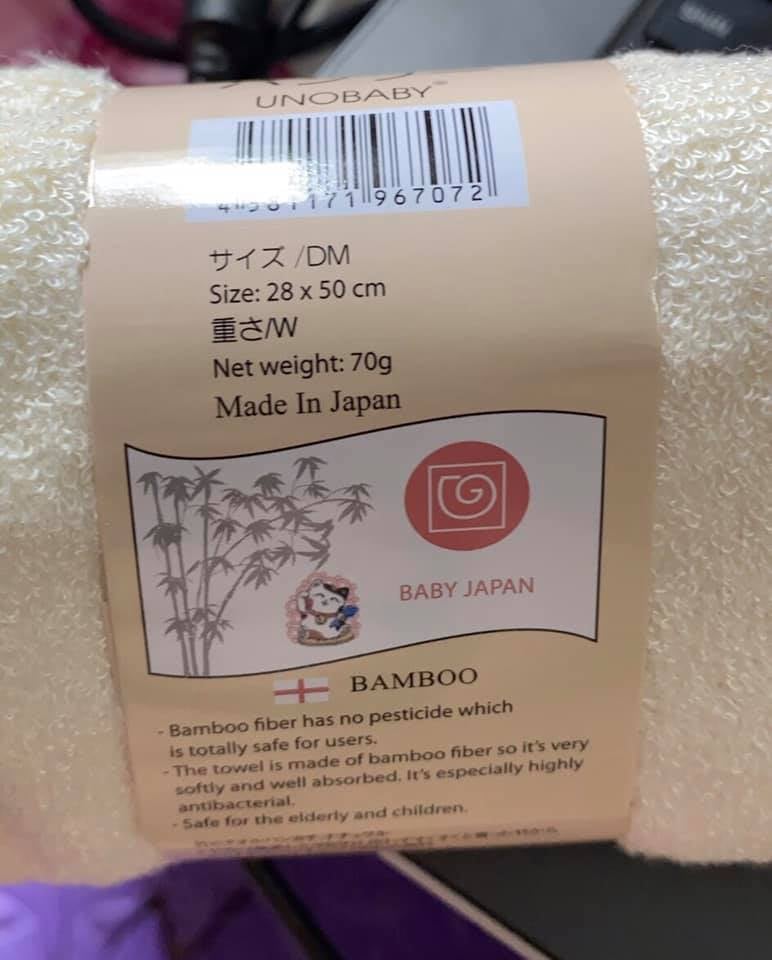 UNOBABY®
967072
サイズ /DM
Size: 28 x 50 cm
重さ/W
Net weight: 70g
Made In Japan
BABY JAPAN
BAMBOO
- Bamboo fiber has no pesticide which
is totally safe for users.
- The towel is made of bamboo fiber so it's very
softly and well absorbed. It's especially highly
antibacterial.
- Safe for the elderly and children.